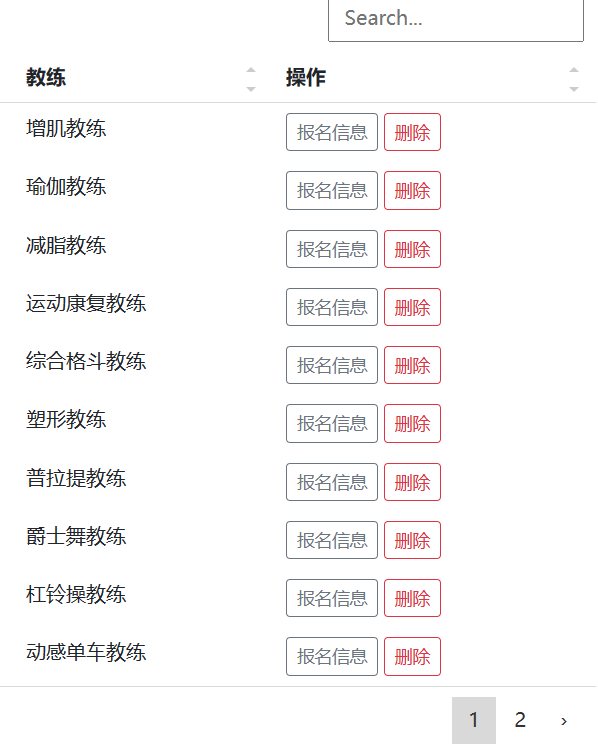 Search...
教练 操作
增肌教练 报名信息 删除
瑜伽教练 报名信息 删除
减脂教练 报名信息 删除
运动康复教练 报名信息 删除
综合格斗教练 报名信息 删除
塑形教练 报名信息 删除
普拉提教练 报名信息 删除
爵士舞教练 报名信息 删除
杠铃操教练 报名信息 删除
动感单车教练 报名信息 删除
1 2 ›